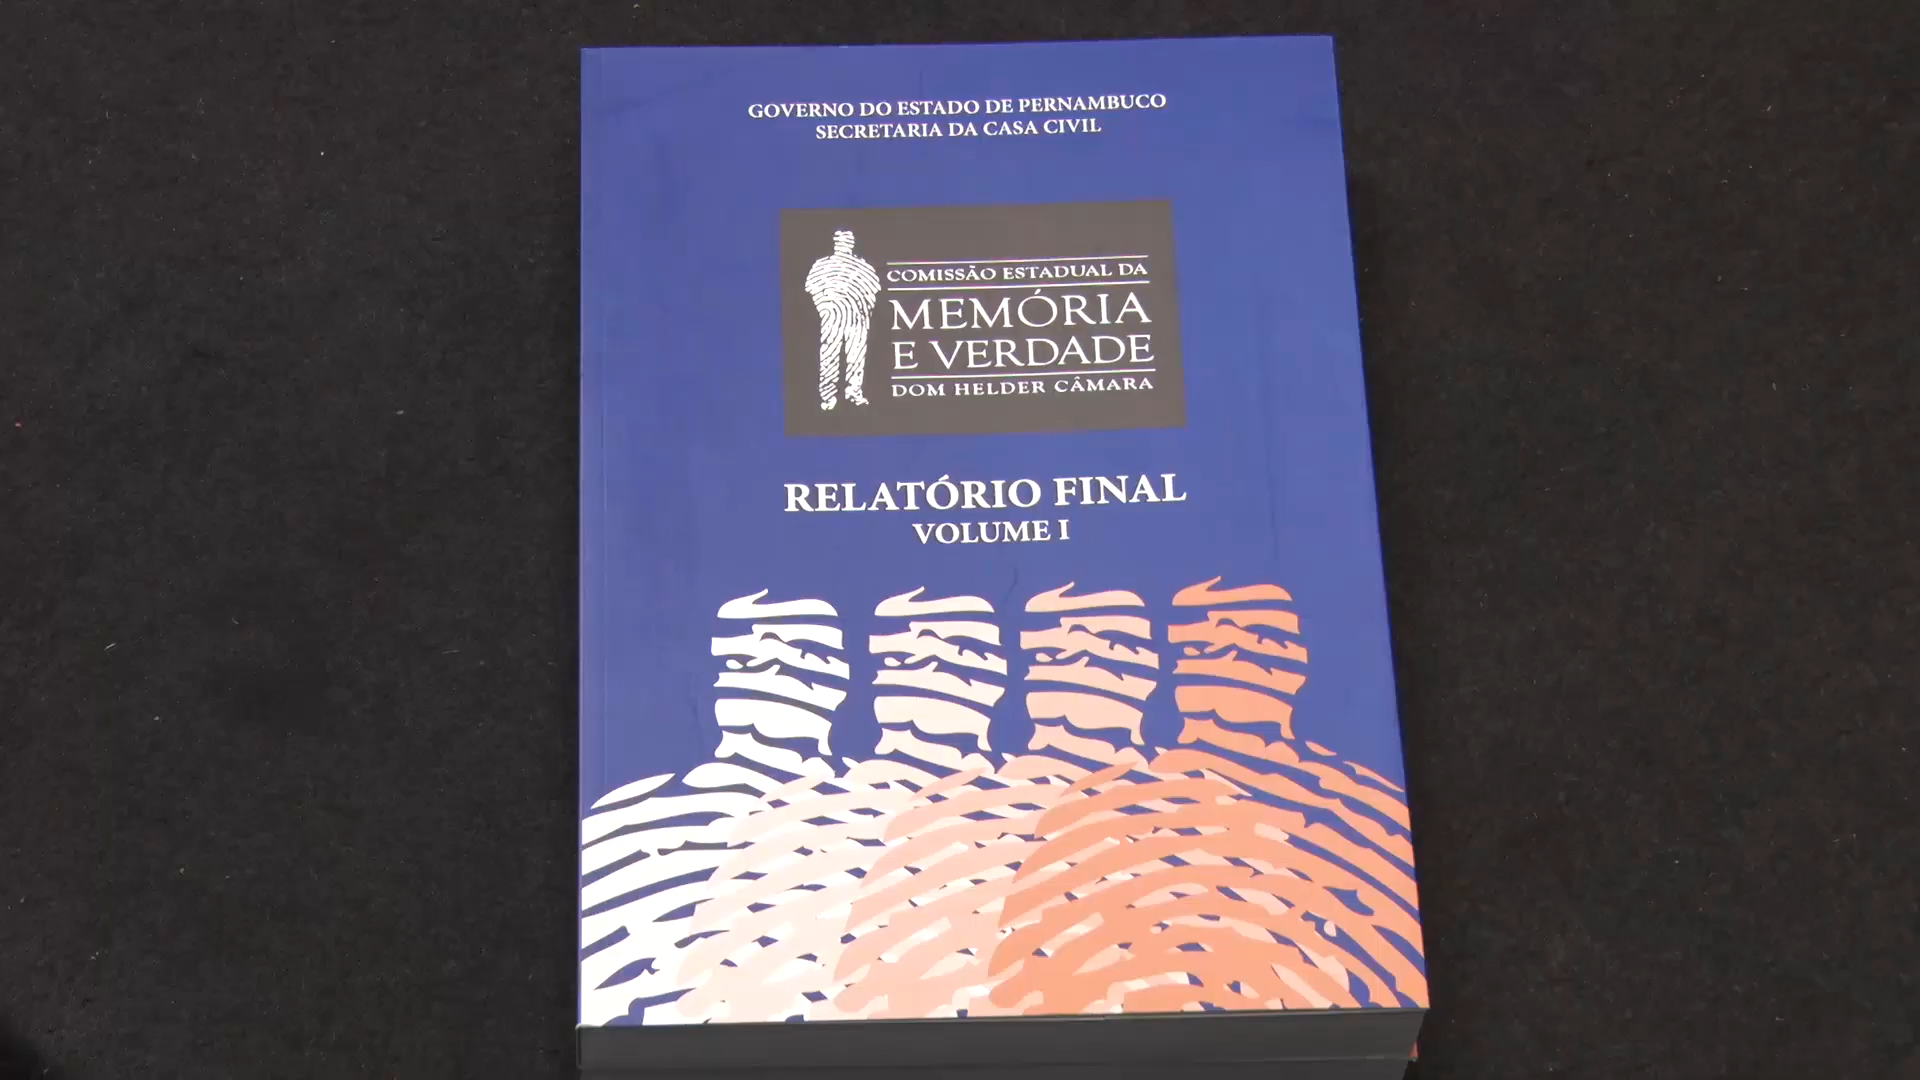 GOVERNO DO ESTADO DE PERNAMBUCO
SECRETARIA DA CASA CIVIL
COMISSÃO ESTADUAL DA
MEMÓRIA
E VERDADE
DOM HELDER CÂMARA
RELATÓRIO FINAL
VOLUME I